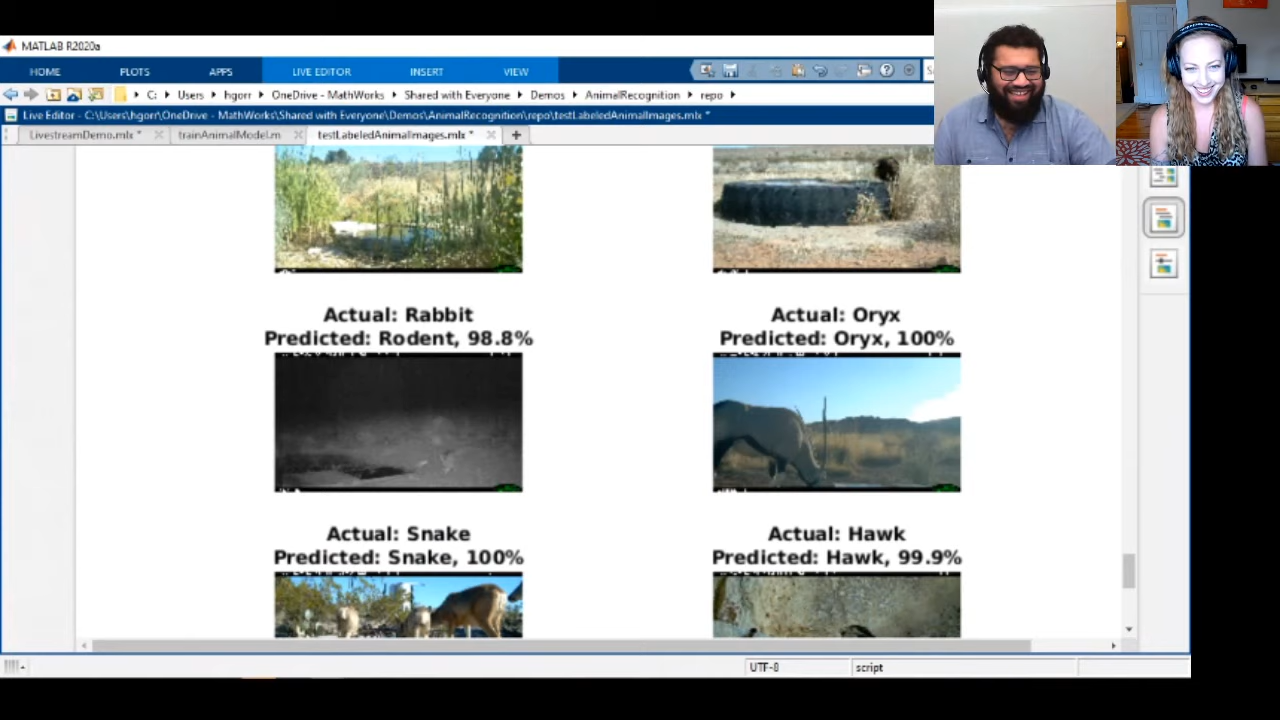 MATLAB R2020a
HOME PLOTS APPS LIVE EDITOR INSERT VIEW
C: Users hgorr OneDrive - MathWorks Shared with Everyone Demos AnimalRecognition repo
Live Editor - C:\Users\hgorr\OneDrive - MathWorks\Shared with Everyone\Demos\AnimalRecognition\repo\testLabeledAnimalImages.mlx *
LivestreamDemo.mlx * trainAnimalModel.m testLabeledAnimalImages.mlx *
Actual: Rabbit
Predicted: Rodent, 98.8%
Actual: Oryx
Predicted: Oryx, 100%
Actual: Snake
Predicted: Snake, 100%
Actual: Hawk
Predicted: Hawk, 99.9%
UTF-8 script